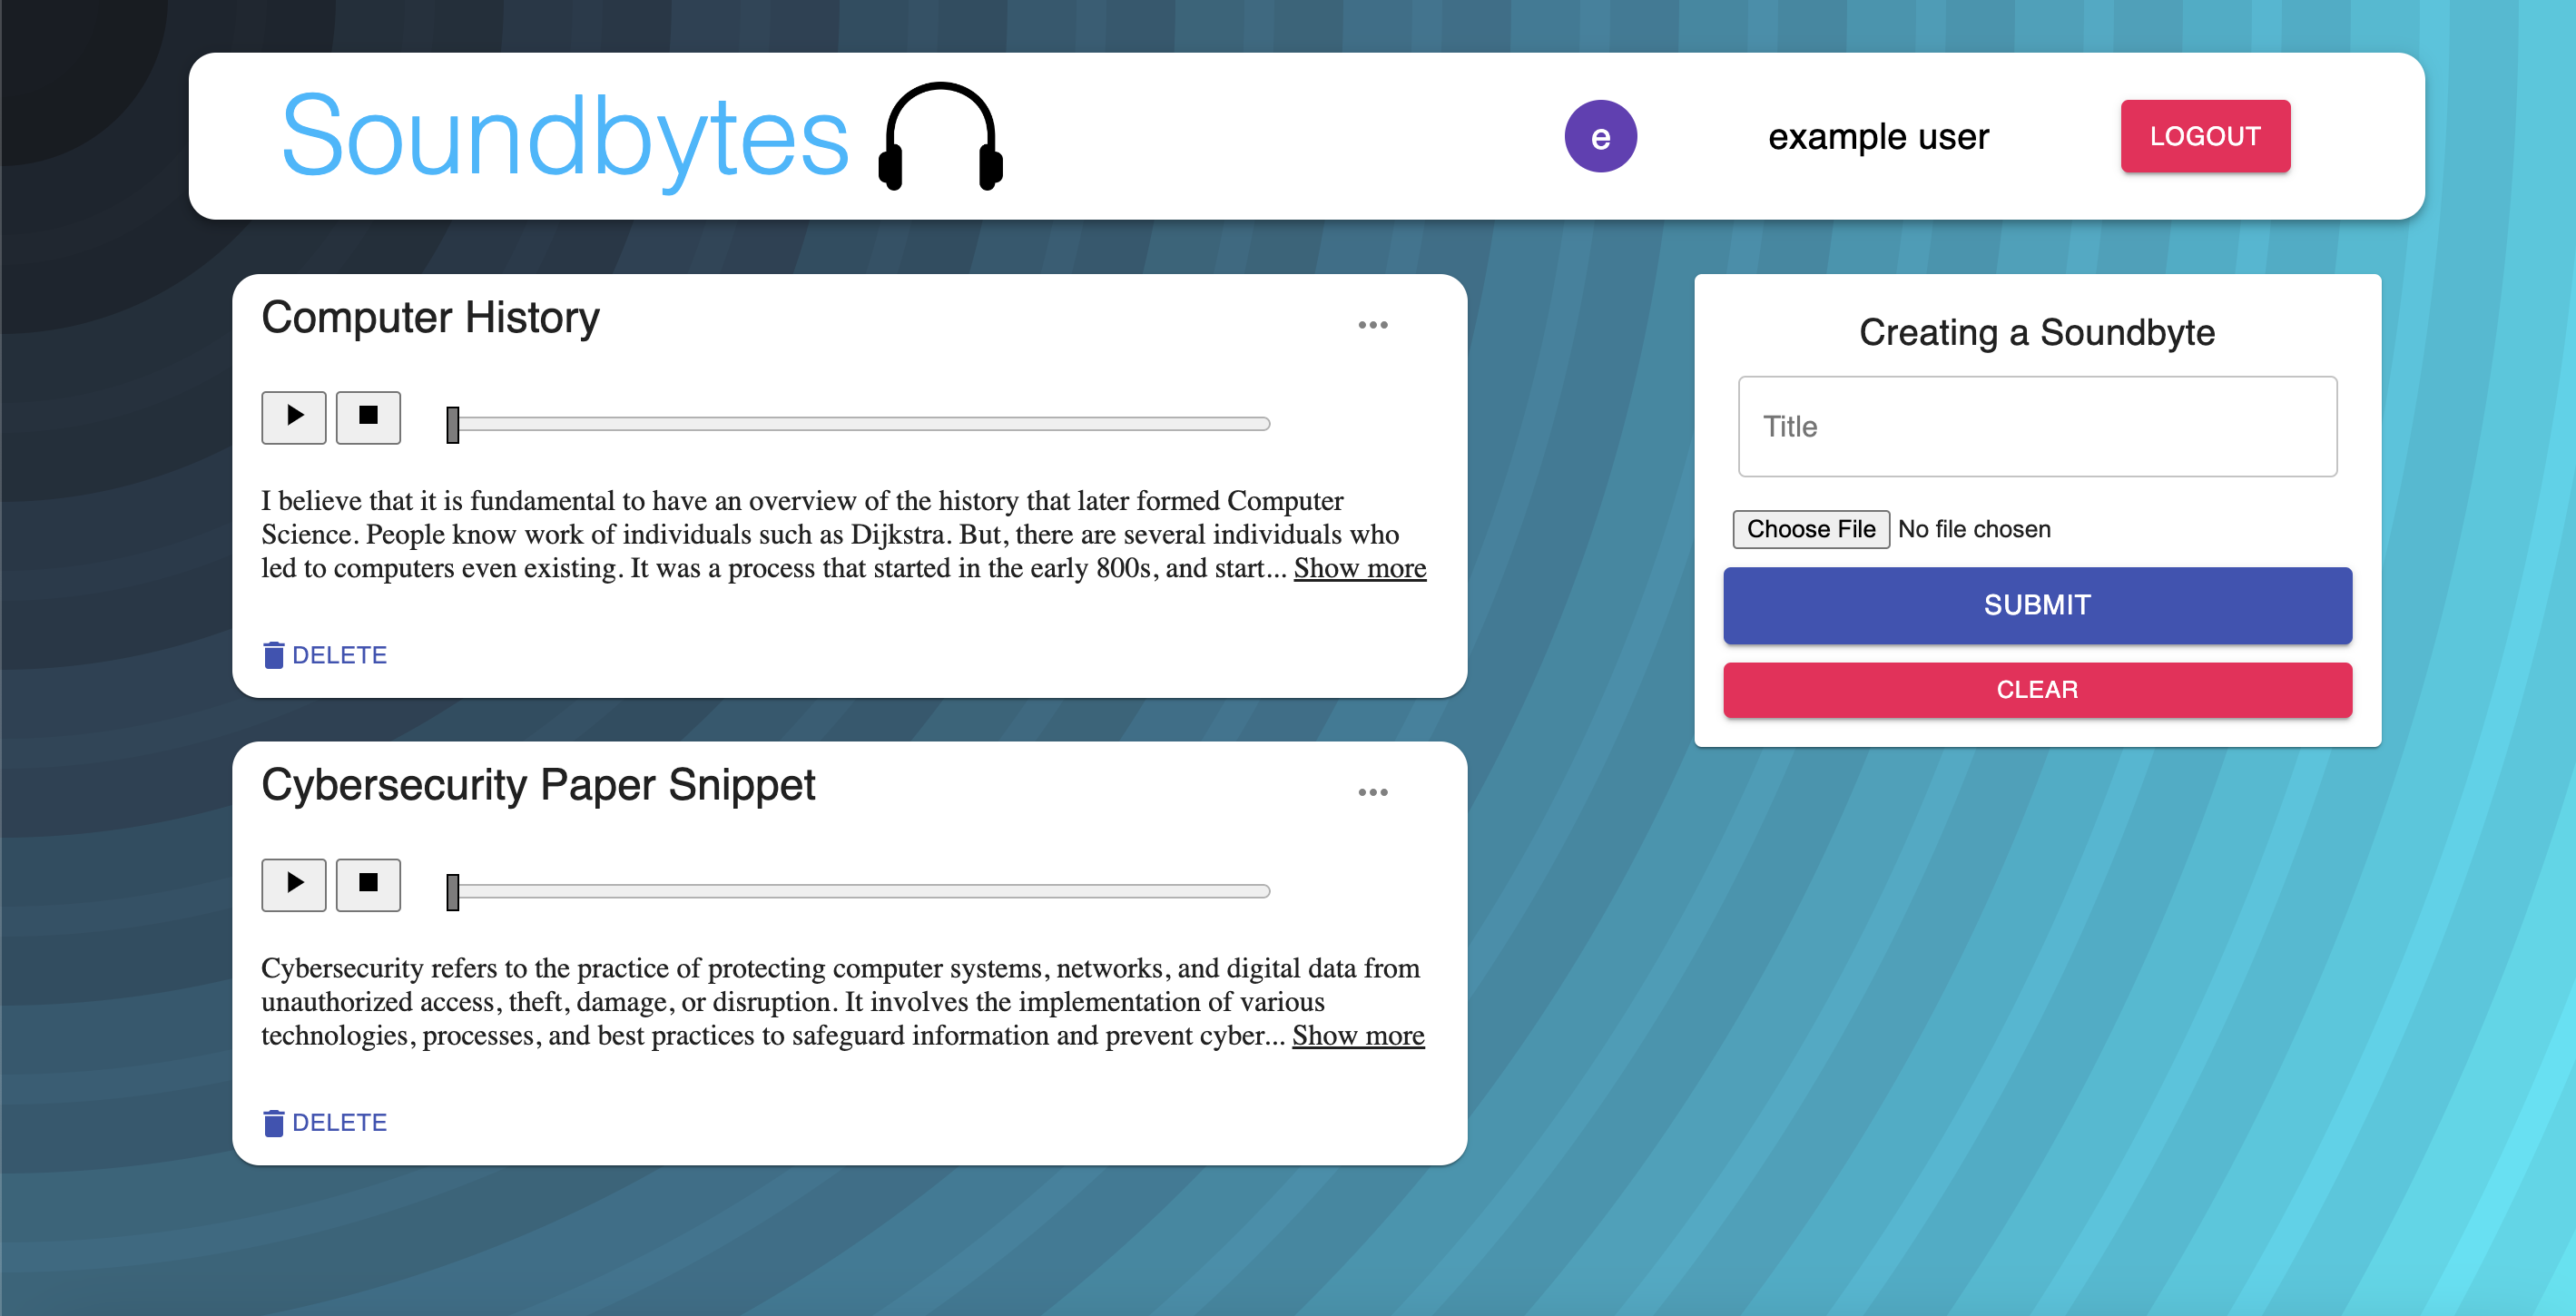 Soundbytes
e
example user
LOGOUT
Computer History
I believe that it is fundamental to have an overview of the history that later formed Computer
Science. People know work of individuals such as Dijkstra. But, there are several individuals who
led to computers even existing. It was a process that started in the early 800s, and start... Show more
DELETE
Cybersecurity Paper Snippet
Cybersecurity refers to the practice of protecting computer systems, networks, and digital data from
unauthorized access, theft, damage, or disruption. It involves the implementation of various
technologies, processes, and best practices to safeguard information and prevent cyber... Show more
DELETE
Creating a Soundbyte
Title
Choose File No file chosen
SUBMIT
CLEAR